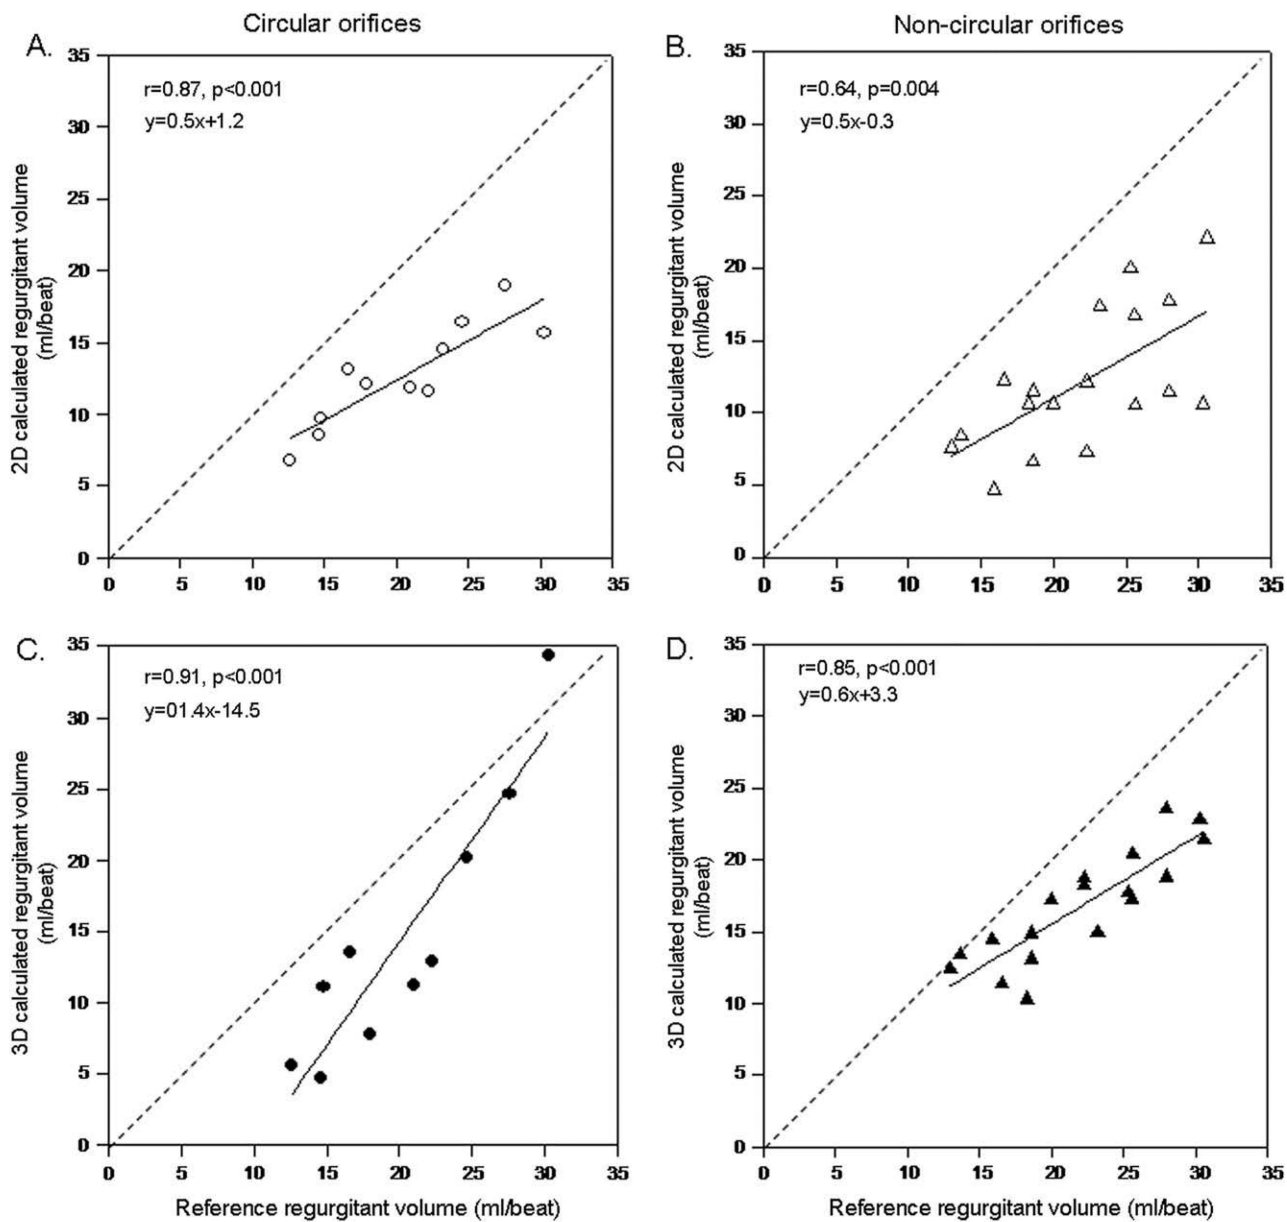 Circular orifices
Non-circular orifices
A.
r=0.87, p<0.001
y=0.5x+1.2
2D calculated regurgitant volume
(ml/beat)
35
30
25
20
15
10
5
0
0 5 10 15 20 25 30 35
B.
r=0.64, p=0.004
y=0.5x-0.3
2D calculated regurgitant volume
(ml/beat)
35
30
25
20
15
10
5
0
0 5 10 15 20 25 30 35
C.
r=0.91, p<0.001
y=01.4x-14.5
3D calculated regurgitant volume
(ml/beat)
35
30
25
20
15
10
5
0
0 5 10 15 20 25 30 35
Reference regurgitant volume (ml/beat)
D.
r=0.85, p<0.001
y=0.6x+3.3
3D calculated regurgitant volume
(ml/beat)
35
30
25
20
15
10
5
0
0 5 10 15 20 25 30 35
Reference regurgitant volume (ml/beat)